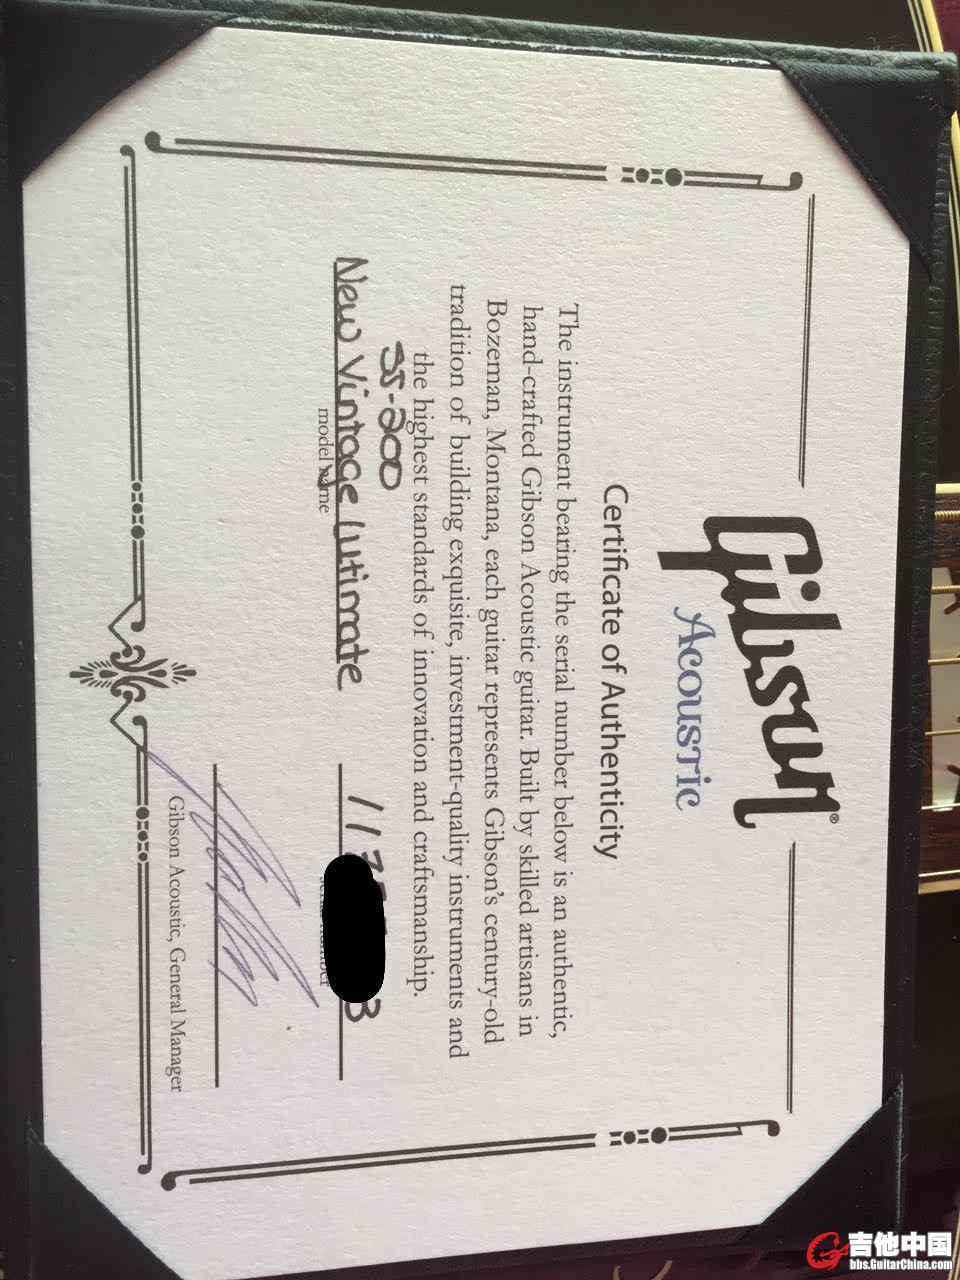 Gibson®
Acoustic
Certificate of Authenticity
The instrument bearing the serial number below is an authentic,
hand-crafted Gibson Acoustic guitar. Built by skilled artisans in
Bozeman, Montana, each guitar represents Gibson's century-old
tradition of building exquisite, investment-quality instruments and
the highest standards of innovation and craftsmanship.
JS-200
New Vintage Ultimate
model name
Gibson Acoustic, General Manager
吉他中国
bbs.GuitarChina.com